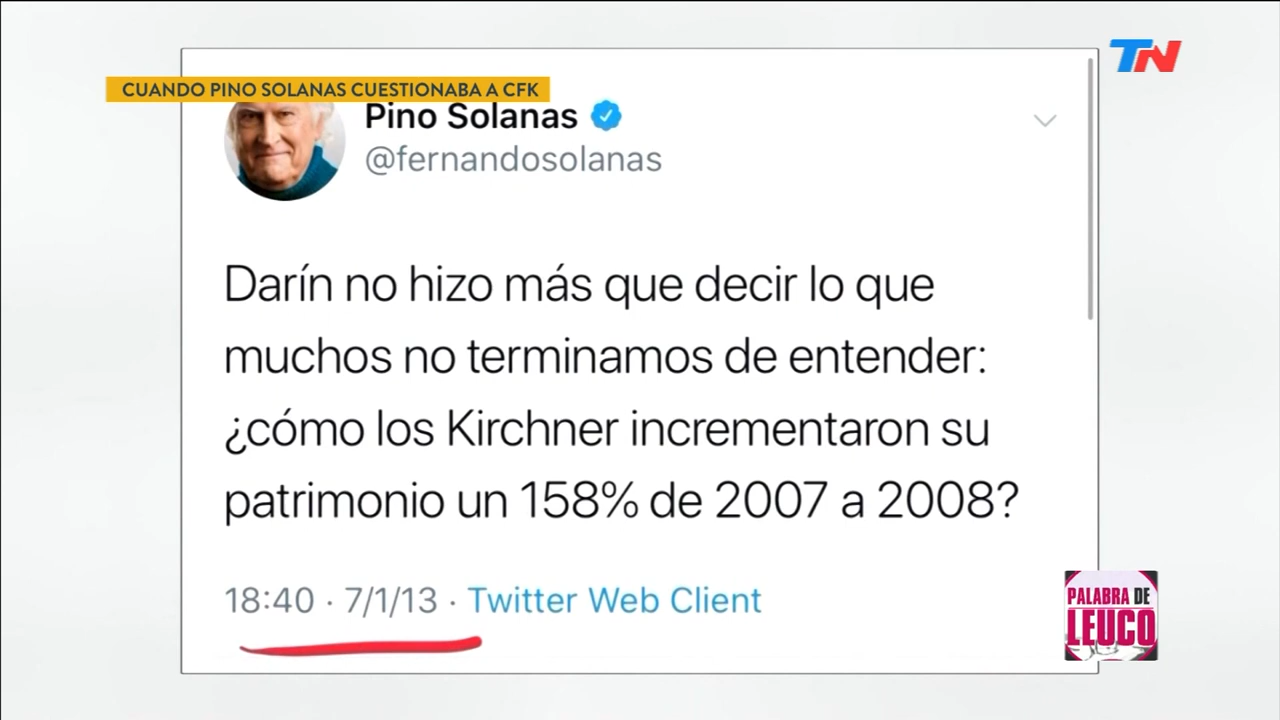 TN
CUANDO PINO SOLANAS CUESTIONABA A CFK
Pino Solanas
@fernandosolanas
Darín no hizo más que decir lo que
muchos no terminamos de entender:
¿cómo los Kirchner incrementaron su
patrimonio un 158% de 2007 a 2008?
18:40 · 7/1/13 · Twitter Web Client
PALABRA DE
LEUCO